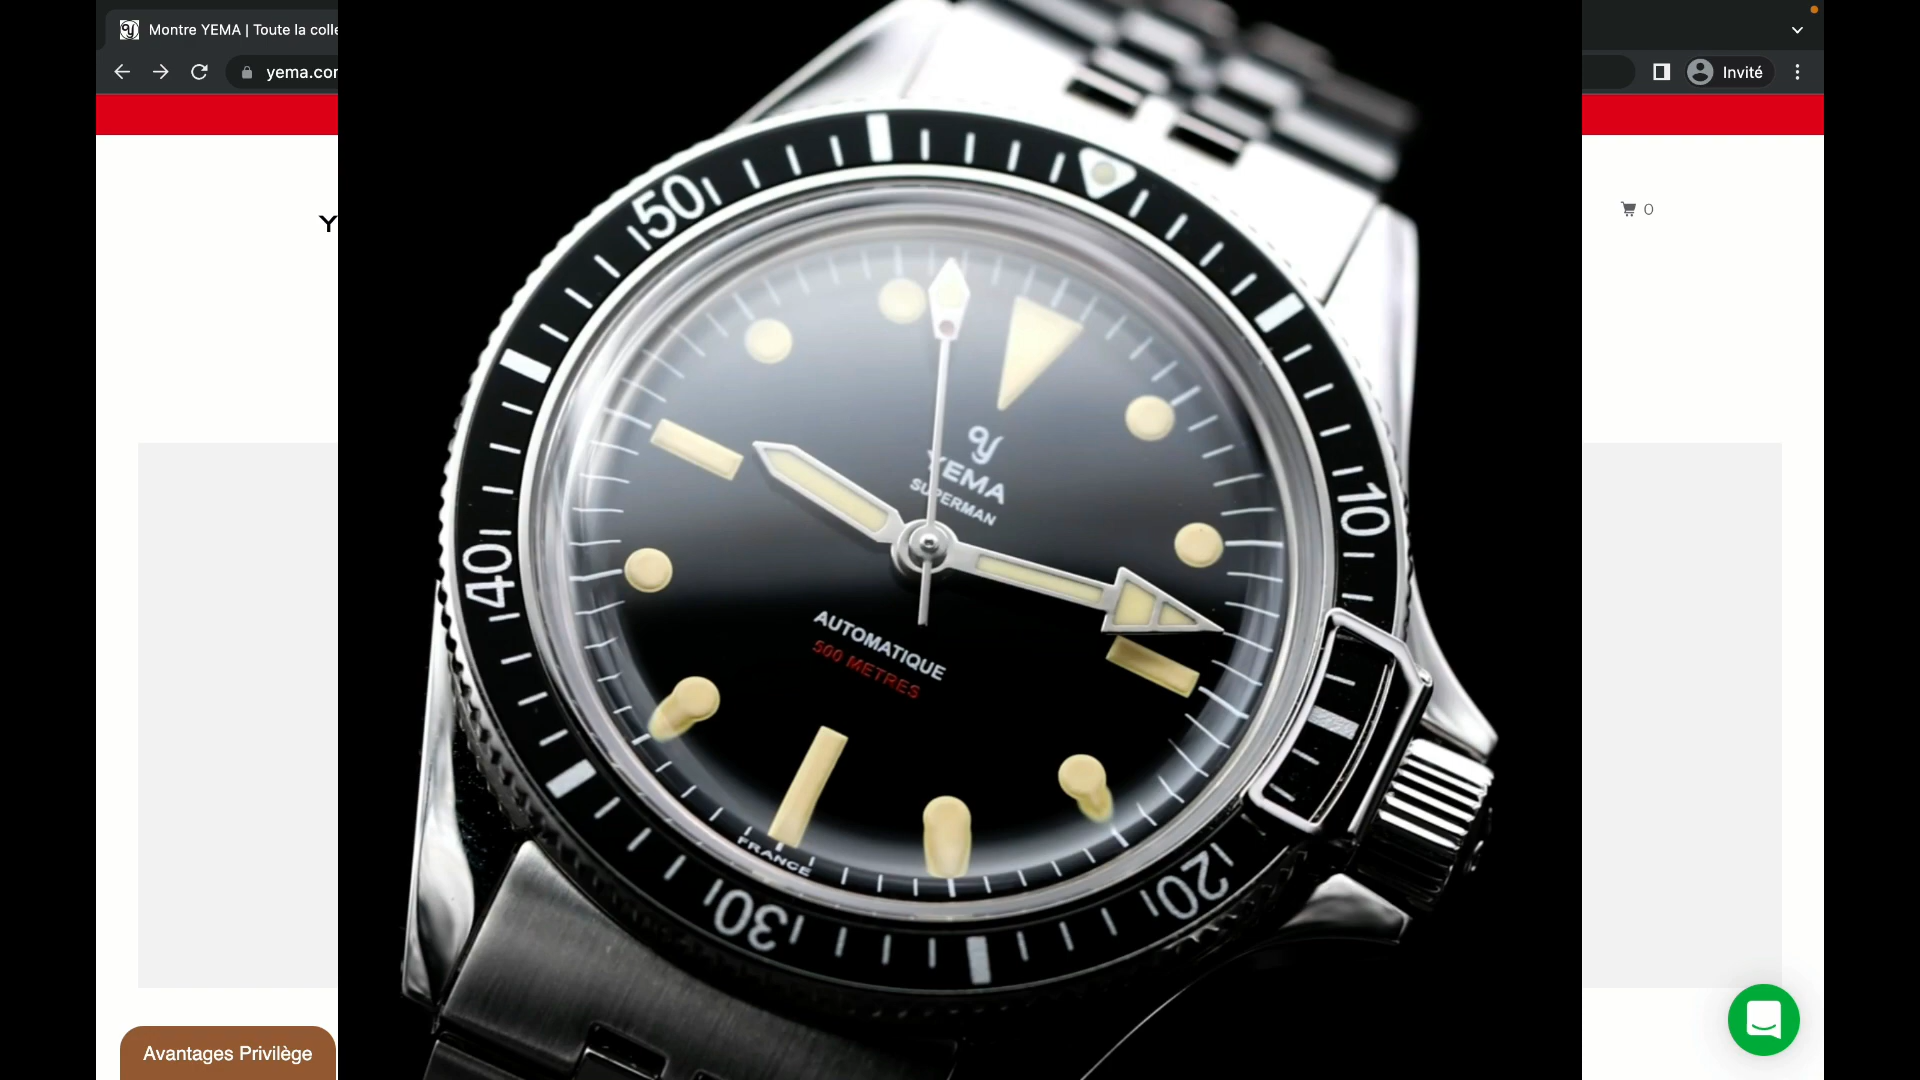 Montre YEMA | Toute la colle
yema.cor
Invité
Y
0
50
10
40
30
20
YEMA
SUPERMAN
AUTOMATIQUE
500 METRES
FRANCE
Avantages Privilège